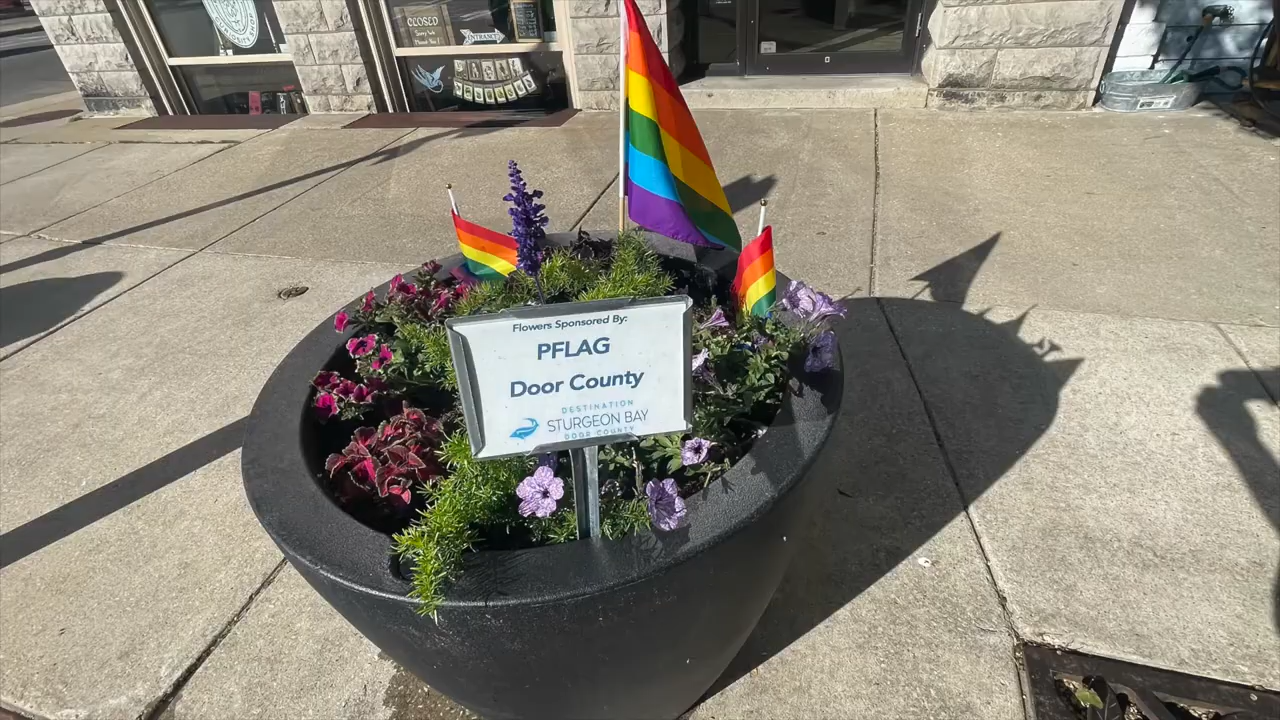 CLOSED
ENTRANCE
Flowers Sponsored By:
PFLAG
Door County
DESTINATION
STURGEON BAY
DOOR COUNTY